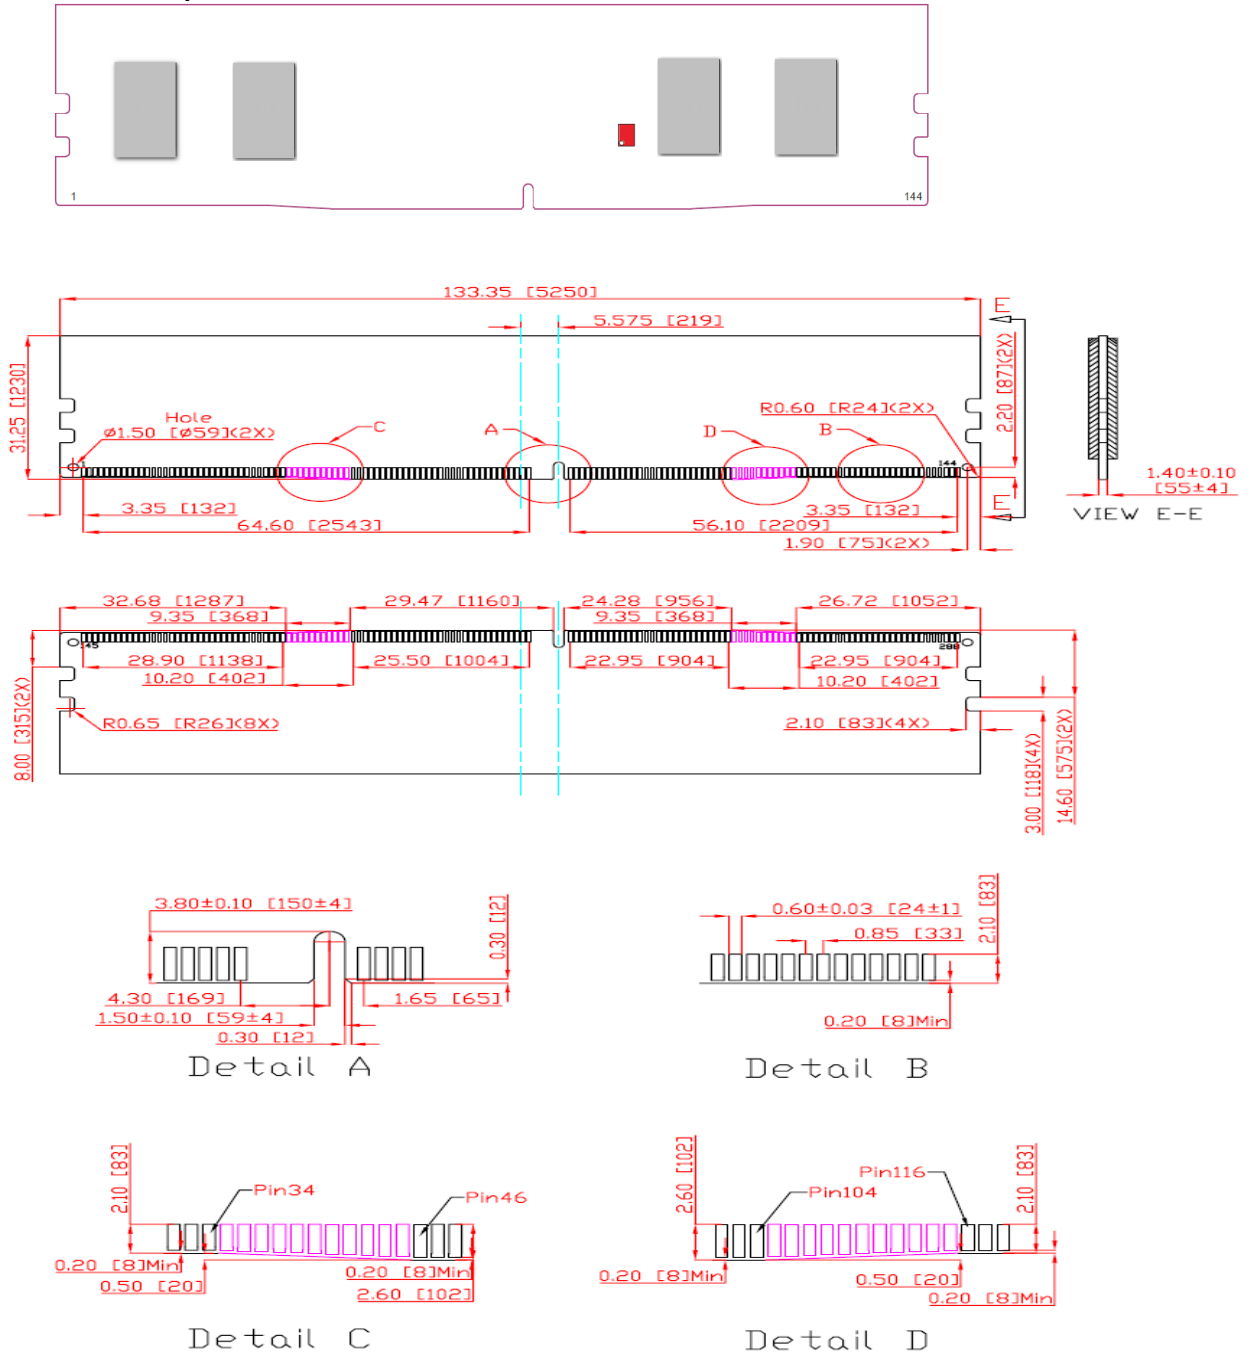 1
144
133.35 [5250]
5.575 [219]
E
31.25 [1230]
2.20 [87](2X)
Hole
ø1.50 [ø59](2X)
C
A
D
B
R0.60 [R24](2X)
144
1.40±0.10
[55±4]
3.35 [132]
3.35 [132]
E
VIEW E-E
64.60 [2543]
56.10 [2209]
1.90 [75](2X)
32.68 [1287]
29.47 [1160]
24.28 [956]
26.72 [1052]
9.35 [368]
9.35 [368]
145
288
28.90 [1138]
25.50 [1004]
22.95 [904]
22.95 [904]
10.20 [402]
10.20 [402]
8.00 [315](2X)
R0.65 [R26](8X)
2.10 [83](4X)
3.00 [118](4X)
14.60 [575](2X)
3.80±0.10 [150±4]
0.30 [12]
0.60±0.03 [24±1]
2.10 [83]
0.85 [33]
4.30 [169]
1.65 [65]
1.50±0.10 [59±4]
0.20 [8]Min
0.30 [12]
Detail A
Detail B
2.10 [83]
Pin34
Pin46
2.60 [102]
Pin116
Pin104
2.10 [83]
0.20 [8]Min
0.20 [8]Min
0.50 [20]
2.60 [102]
0.20 [8]Min
0.50 [20]
0.20 [8]Min
Detail C
Detail D